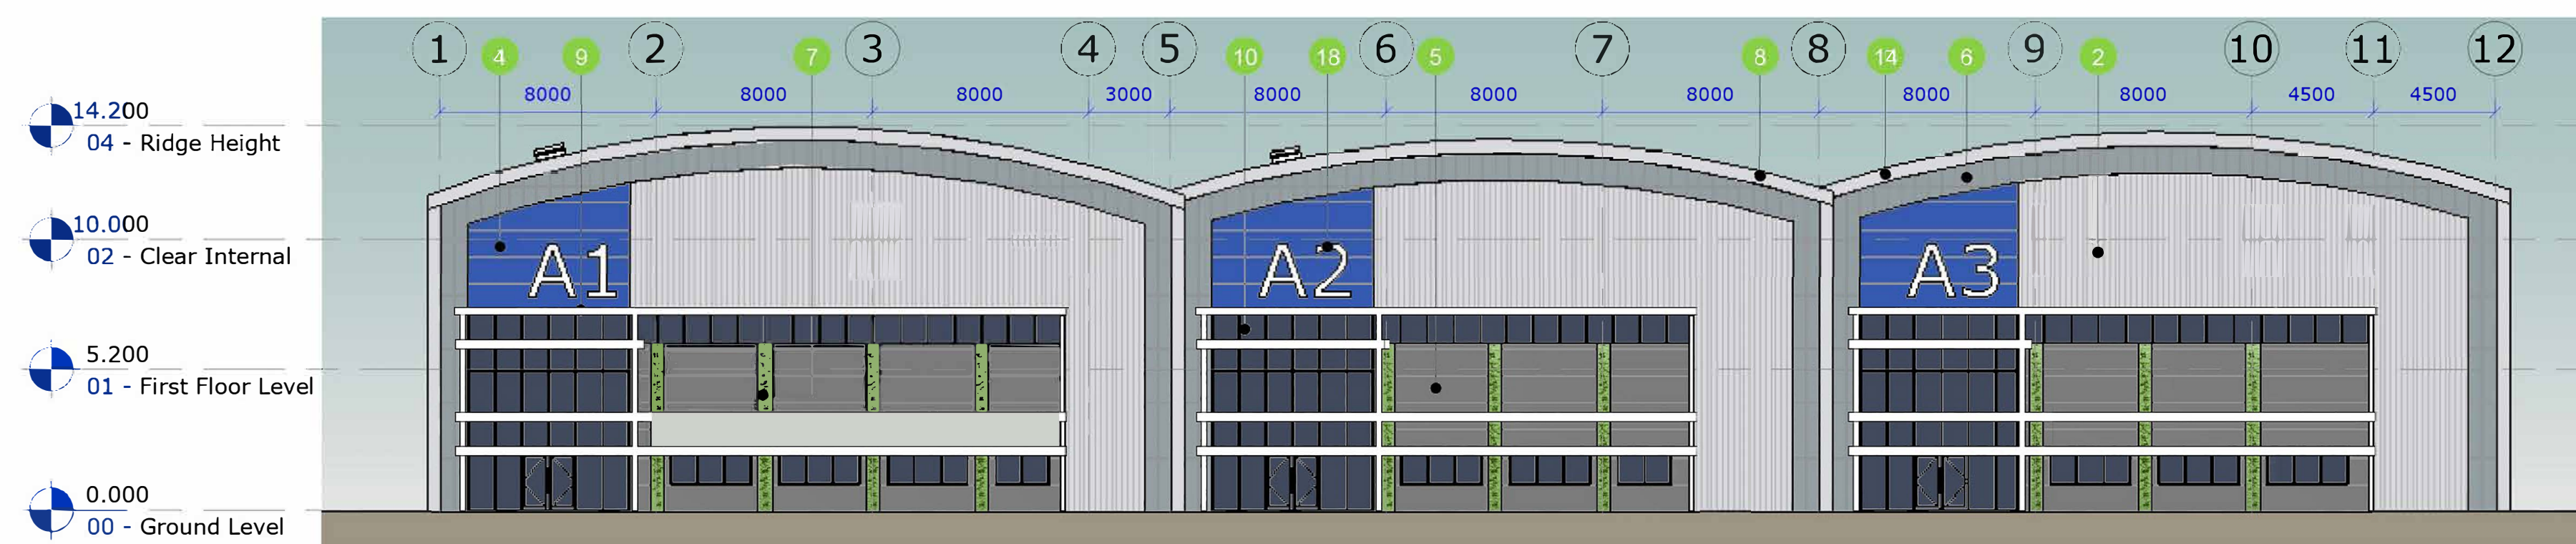 1 4 9 2 7 3 4 5 10 18 6 5 7 8 8 14 6 9 2 10 11 12
8000 8000 8000 3000 8000 8000 8000 8000 8000 4500 4500
14.200
04 - Ridge Height
10.000
02 - Clear Internal
A1 A2 A3
5.200
01 - First Floor Level
0.000
00 - Ground Level